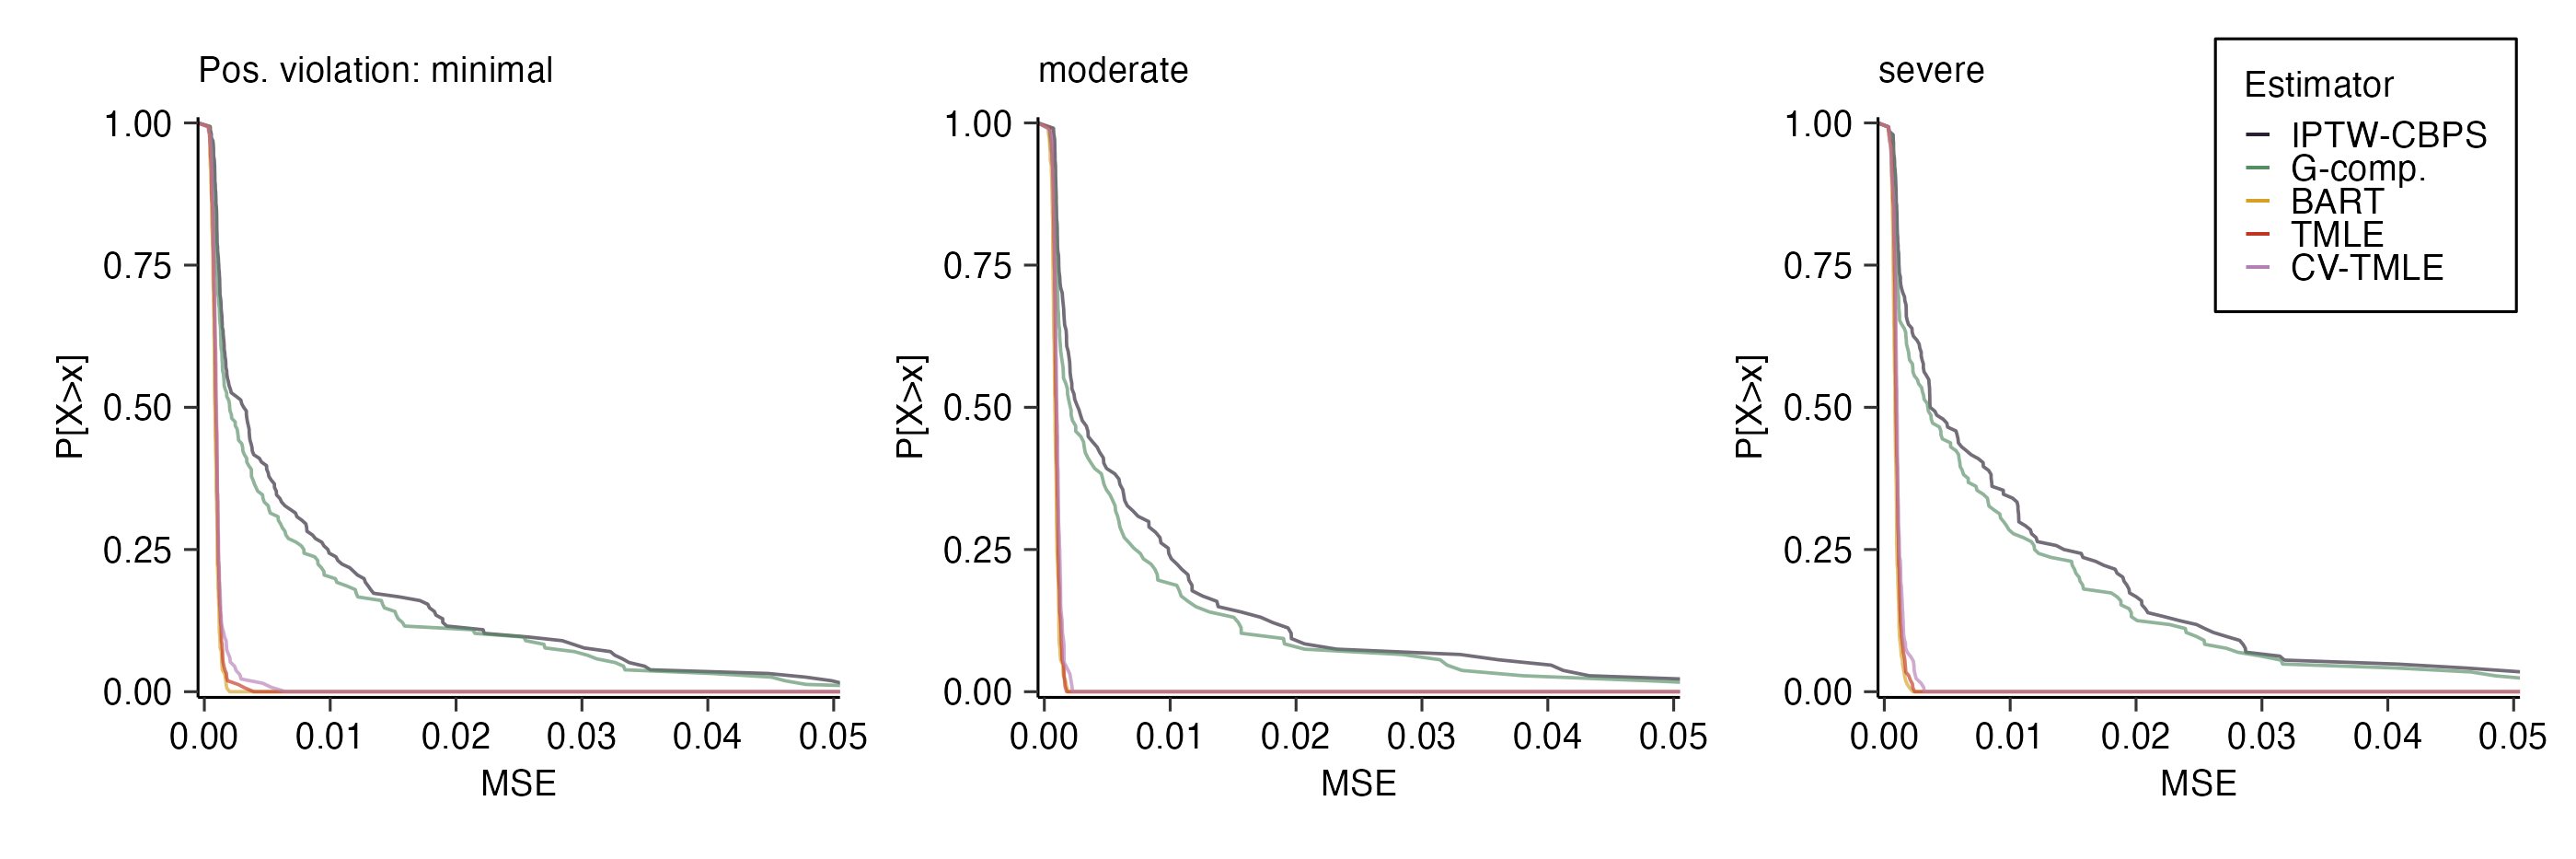 Pos. violation: minimal
1.00
0.75
0.50
0.25
0.00
P[X>x]
0.00 0.01 0.02 0.03 0.04 0.05
MSE
moderate
1.00
0.75
0.50
0.25
0.00
P[X>x]
0.00 0.01 0.02 0.03 0.04 0.05
MSE
severe
1.00
0.75
0.50
0.25
0.00
P[X>x]
0.00 0.01 0.02 0.03 0.04 0.05
MSE
Estimator
IPTW-CBPS
G-comp.
BART
TMLE
CV-TMLE